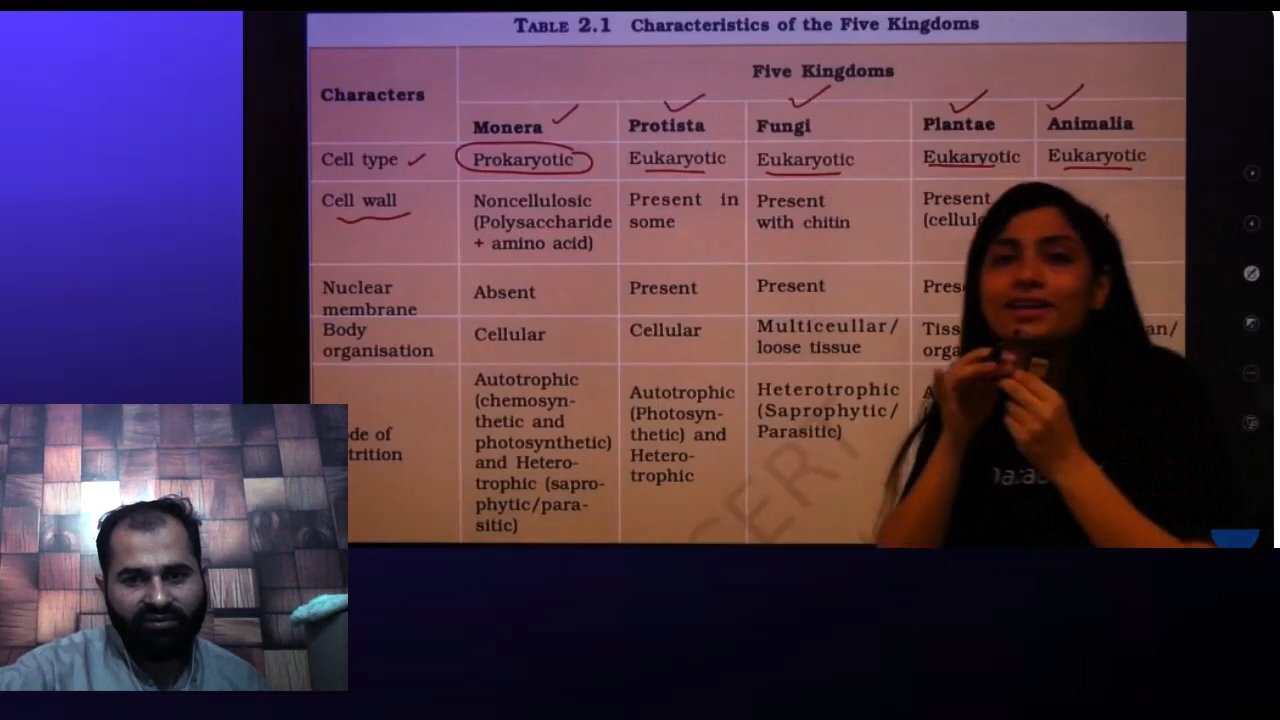 TABLE 2.1 Characteristics of the Five Kingdoms
Characters
Five Kingdoms
Monera Protista Fungi Plantae Animalia
Cell type Prokaryotic Eukaryotic Eukaryotic Eukaryotic Eukaryotic
Cell wall
Noncellulosic
(Polysaccharide
+ amino acid)
Present in
some
Present
with chitin
Present
Nuclear
membrane
Absent
Present
Present
Body
organisation
Cellular
Cellular
Multiceullar/
loose tissue
de of
trition
Autotrophic
(chemosyn-
thetic and
photosynthetic)
and Hetero-
trophic (sapro-
phytic/para-
sitic)
Autotrophic
(Photosyn-
thetic) and
Hetero-
trophic
Heterotrophic
(Saprophytic/
Parasitic)